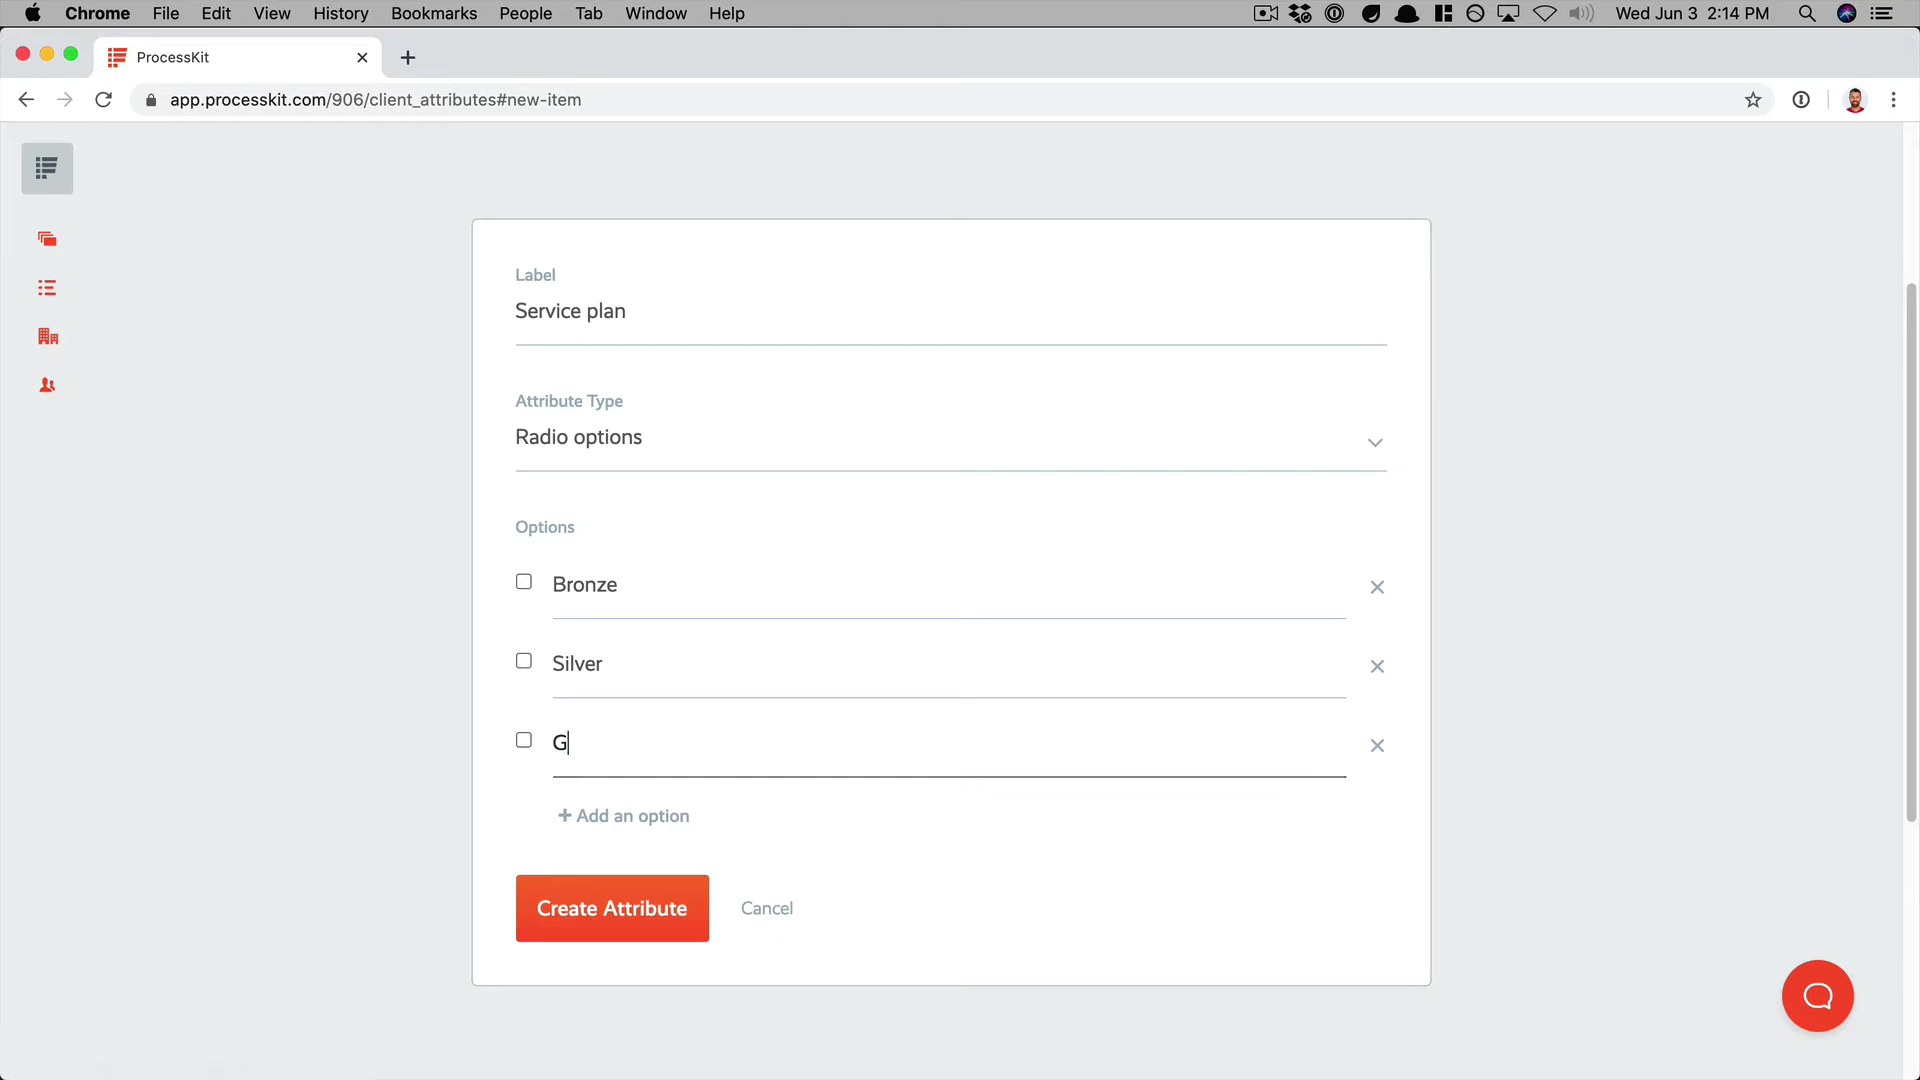 Chrome File Edit View History Bookmarks People Tab Window Help Wed Jun 3 2:14 PM
ProcessKit
app.processkit.com/906/client_attributes#new-item
Label
Service plan
Attribute Type
Radio options
Options
Bronze
Silver
G
+ Add an option
Create Attribute Cancel